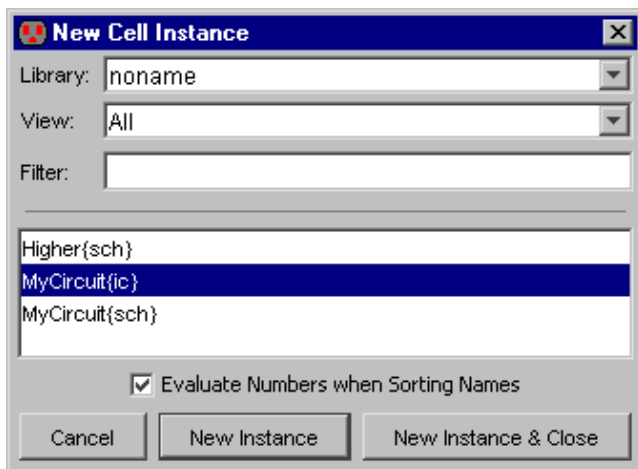 New Cell Instance
Library: noname
View: All
Filter:
Higher{sch}
MyCircuit{ic}
MyCircuit{sch}
Evaluate Numbers when Sorting Names
Cancel New Instance New Instance & Close